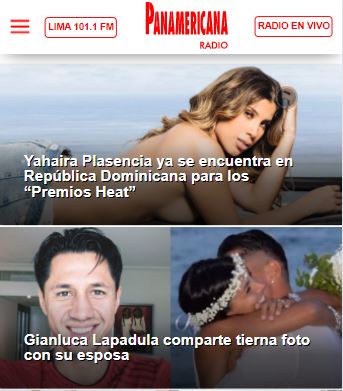 LIMA 101.1 FM
PANAMERICANA
RADIO
RADIO EN VIVO
Yahaira Plasencia ya se encuentra en
República Dominicana para los
“Premios Heat”
Gianluca Lapadula comparte tierna foto
con su esposa